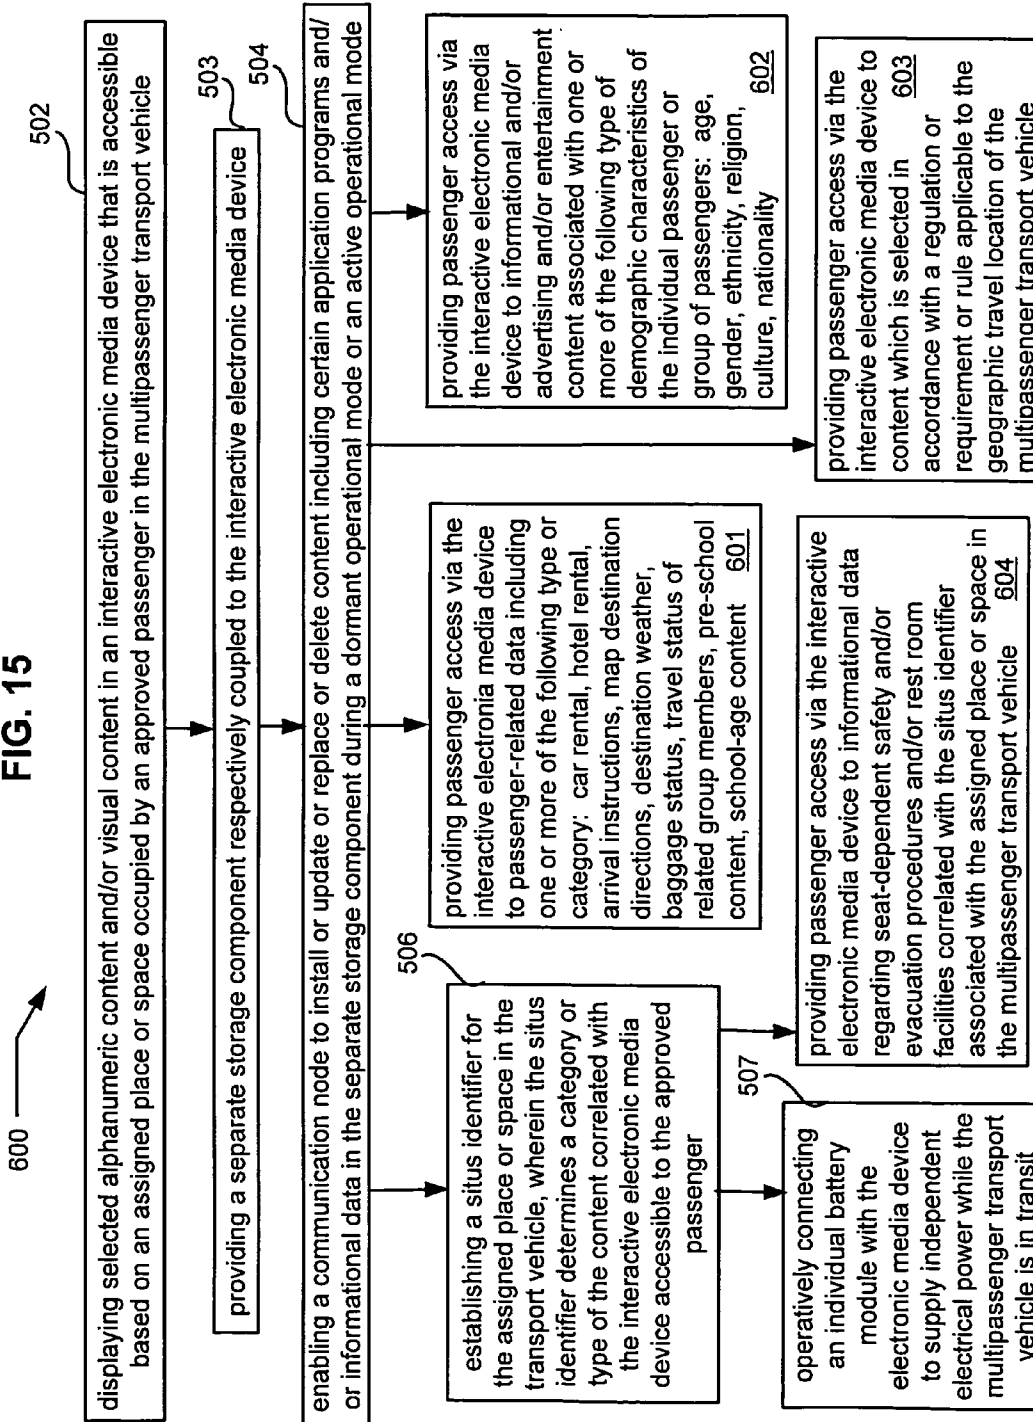 FIG. 15
600
502
displaying selected alphanumeric content and/or visual content in an interactive electronic media device that is accessible
based on an assigned place or space occupied by an approved passenger in the multipassenger transport vehicle
503
providing a separate storage component respectively coupled to the interactive electronic media device
504
enabling a communication node to install or update or replace or delete content including certain application programs and/
or informational data in the separate storage component during a dormant operational mode or an active operational mode
506
establishing a situs identifier for
the assigned place or space in the
transport vehicle, wherein the situs
identifier determines a category or
type of the content correlated with
the interactive electronic media
device accessible to the approved
passenger
providing passenger access via the
interactive electronia media device
to passenger-related data including
one or more of the following type or
category: car rental, hotel rental,
arrival instructions, map destination
directions, destination weather,
baggage status, travel status of
related group members, pre-school
content, school-age content 601
providing passenger access via
the interactive electronic media
device to informational and/or
advertising and/or entertainment
content associated with one or
more of the following type of
demographic characteristics of
the individual passenger or
group of passengers: age,
gender, ethnicity, religion,
culture, nationality 602
507
operatively connecting
an individual battery
module with the
electronic media device
to supply independent
electrical power while the
multipassenger transport
vehicle is in transit
providing passenger access via the interactive
electronic media device to informational data
regarding seat-dependent safety and/or
evacuation procedures and/or rest room
facilities correlated with the situs identifier
associated with the assigned place or space in
the multipassenger transport vehicle 604
providing passenger access via the
interactive electronic media device to
content which is selected in 603
accordance with a regulation or
requirement or rule applicable to the
geographic travel location of the
multipassenger transport vehicle